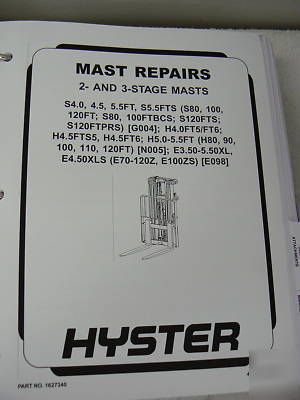 MAST REPAIRS
2- AND 3-STAGE MASTS
S4.0, 4.5, 5.5FT, S5.5FTS (S80, 100,
120FT; S80, 100FTBCS; S120FTS;
S120FTPRS) [G004]; H4.0FT5/FT6;
H4.5FTS5, H4.5FT6; H5.0-5.5FT (H80, 90,
100, 110, 120FT) [N005]; E3.50-5.50XL,
E4.50XLS (E70-120Z, E100ZS) [E098]
HYSTER
PART NO. 1627340
ATTACHMENTS